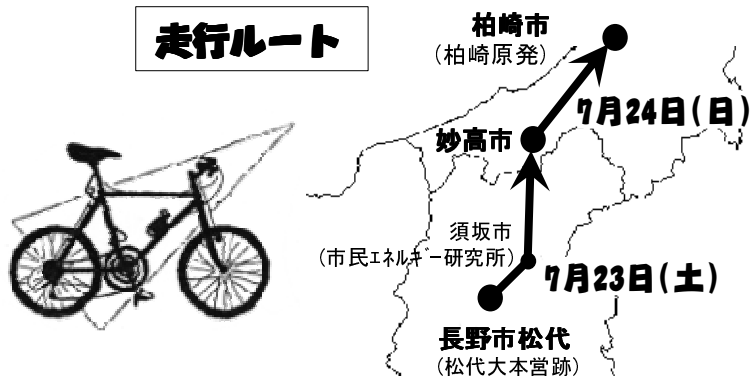 走行ルート
柏崎市
(柏崎原発)
7月24日(日)
妙高市
須坂市
(市民ｴﾈﾙｷﾞｰ研究所)
7月23日(土)
長野市松代
(松代大本営跡)